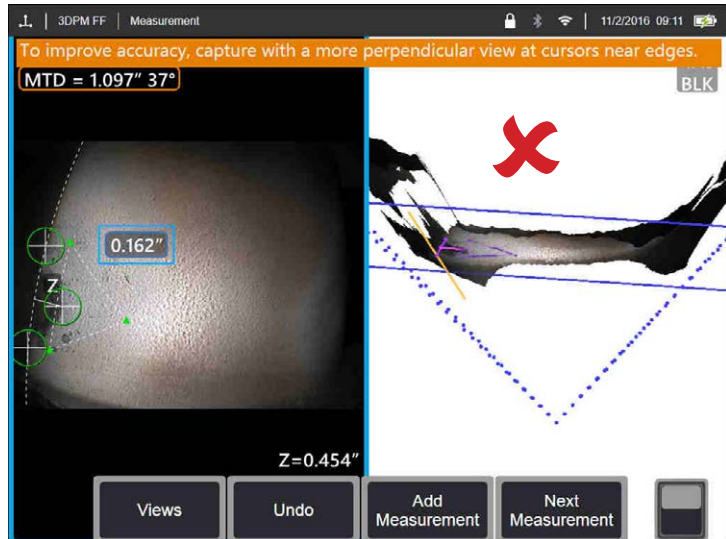 3DPM FF | Measurement 11/2/2016 09:11
To improve accuracy, capture with a more perpendicular view at cursors near edges.
MTD = 1.097" 37°
BLK
0.162"
Z
Z=0.454"
Views
Undo
Add
Measurement
Next
Measurement